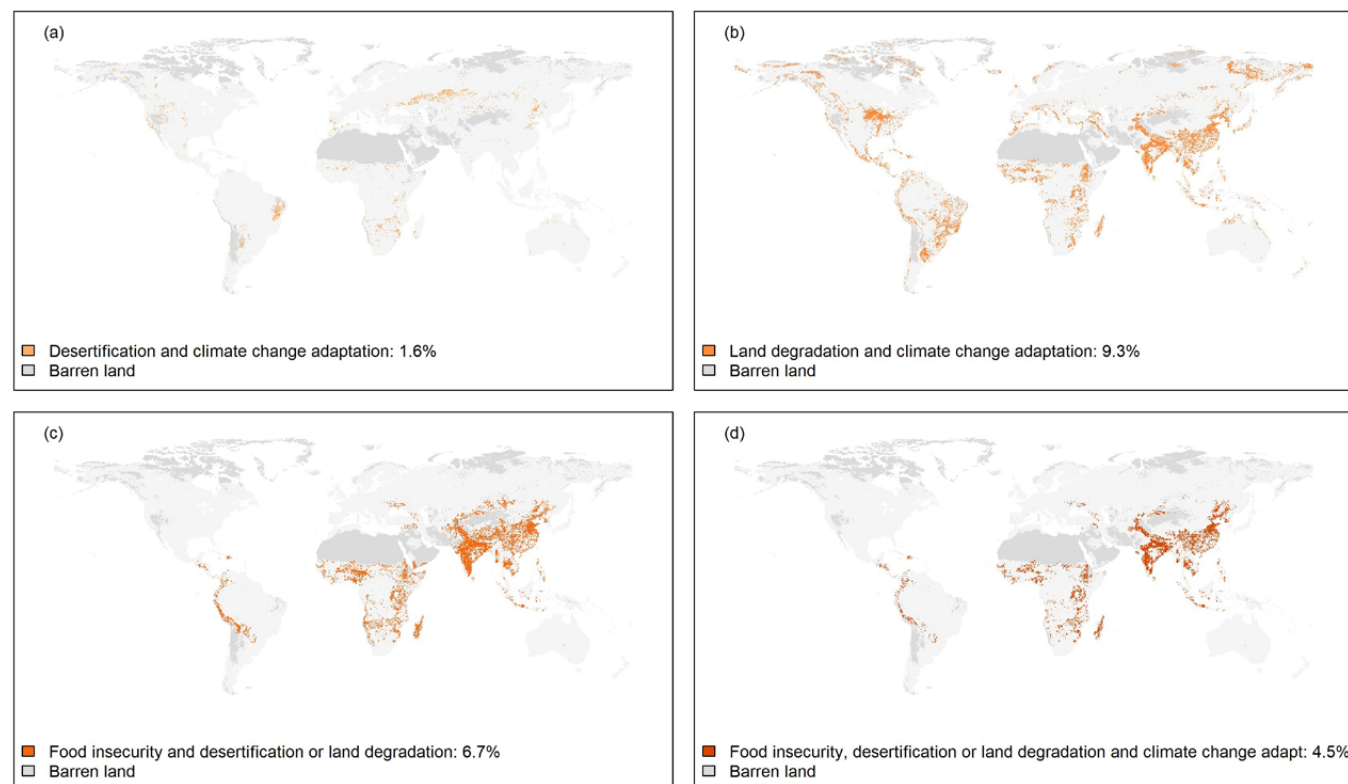 (a)
Desertification and climate change adaptation: 1.6%
Barren land
(b)
Land degradation and climate change adaptation: 9.3%
Barren land
(c)
Food insecurity and desertification or land degradation: 6.7%
Barren land
(d)
Food insecurity, desertification or land degradation and climate change adapt: 4.5%
Barren land